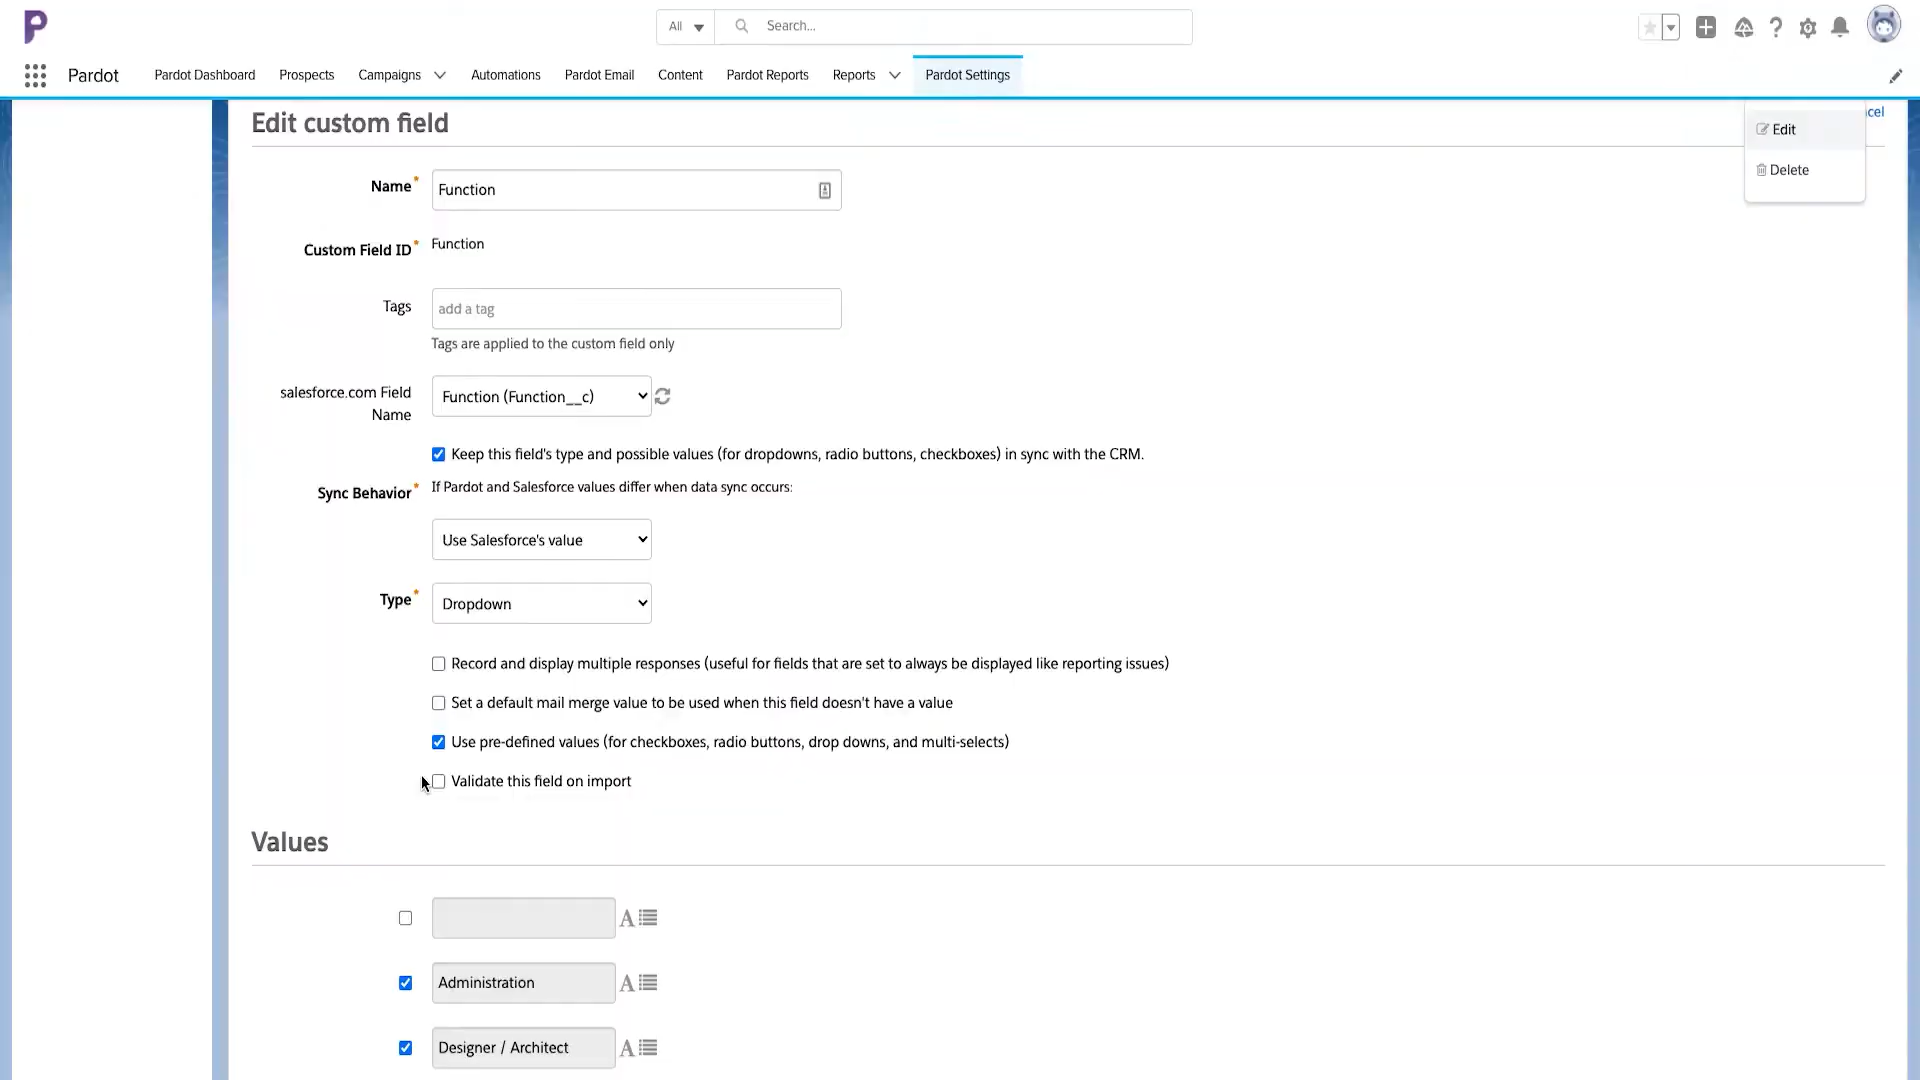 All
Search...
Pardot
Pardot Dashboard
Prospects
Campaigns
Automations
Pardot Email
Content
Pardot Reports
Reports
Pardot Settings
Edit custom field
cel
Edit
Delete
Name*
Function
Custom Field ID*
Function
Tags
add a tag
Tags are applied to the custom field only
salesforce.com Field
Name
Function (Function__c)
Keep this field's type and possible values (for dropdowns, radio buttons, checkboxes) in sync with the CRM.
Sync Behavior*
If Pardot and Salesforce values differ when data sync occurs:
Use Salesforce's value
Type*
Dropdown
Record and display multiple responses (useful for fields that are set to always be displayed like reporting issues)
Set a default mail merge value to be used when this field doesn't have a value
Use pre-defined values (for checkboxes, radio buttons, drop downs, and multi-selects)
Validate this field on import
Values
A
Administration
A
Designer / Architect
A